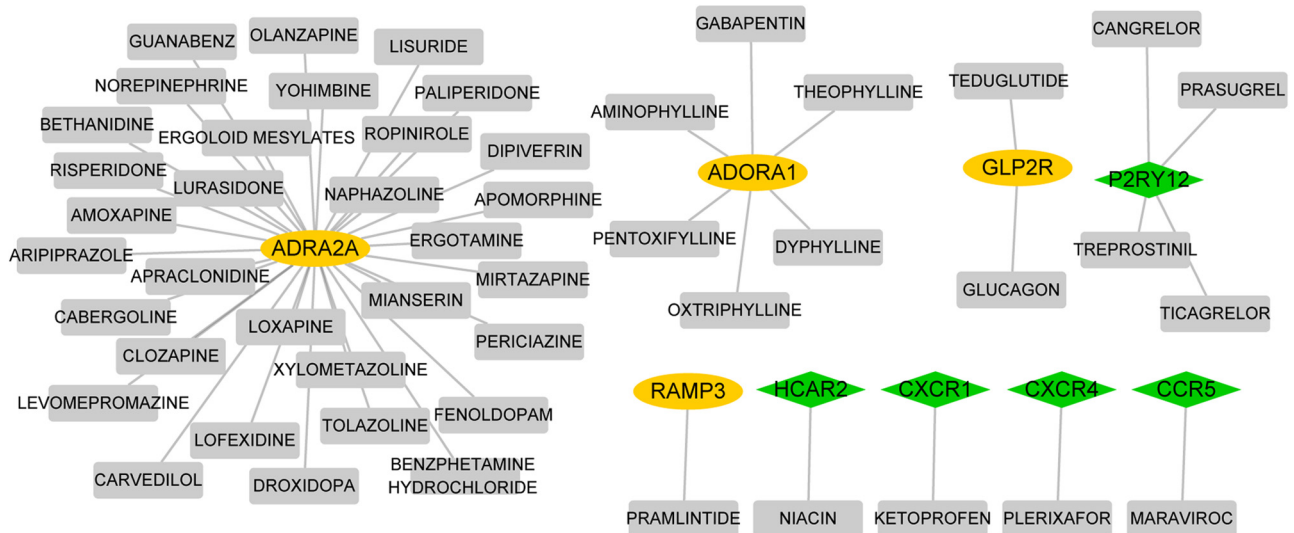 GUANABENZ
OLANZAPINE
LISURIDE
NOREPINEPHRINE
YOHIMBINE
PALIPERIDONE
BETHANIDINE
ERGOLOID MESYLATES
ROPINIROLE
DIPIVEFRIN
RISPERIDONE
LURASIDONE
NAPHAZOLINE
APOMORPHINE
AMOXAPINE
ADRA2A
ERGOTAMINE
ARIPIPRAZOLE
APRACLONIDINE
MIRTAZAPINE
CABERGOLINE
MIANSERIN
LOXAPINE
PERICIAZINE
CLOZAPINE
XYLOMETAZOLINE
LEVOMEPROMAZINE
FENOLDOPAM
TOLAZOLINE
LOFEXIDINE
CARVEDILOL
DROXIDOPA
BENZPHETAMINE
HYDROCHLORIDE
GABAPENTIN
THEOPHYLLINE
AMINOPHYLLINE
ADORA1
PENTOXIFYLLINE
DYPHYLLINE
OXTRIPHYLLINE
TEDUGLUTIDE
GLP2R
GLUCAGON
CANGRELOR
PRASUGREL
P2RY12
TREPROSTINIL
TICAGRELOR
RAMP3
HCAR2
CXCR1
CXCR4
CCR5
PRAMLINTIDE
NIACIN
KETOPROFEN
PLERIXAFOR
MARAVIROC